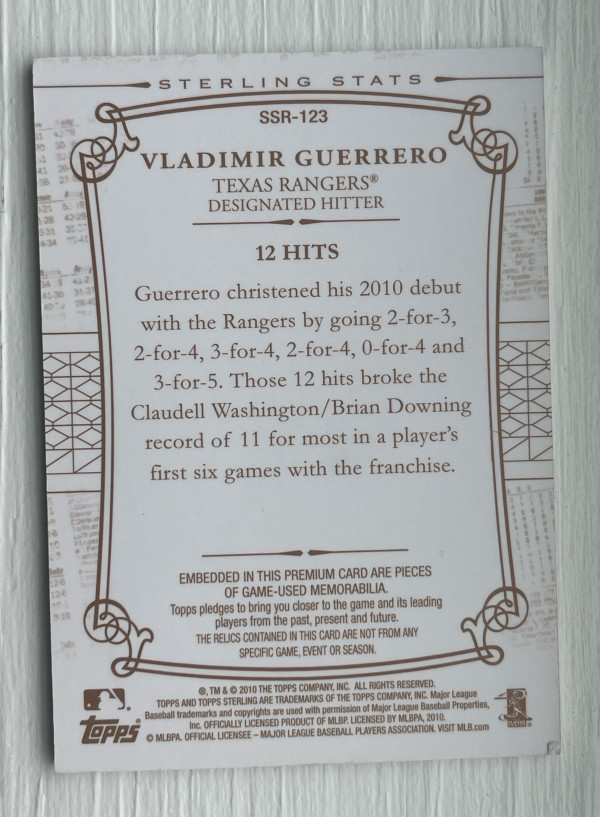 STERLING STATS
SSR-123
VLADIMIR GUERRERO
TEXAS RANGERS®
DESIGNATED HITTER
12 HITS
Guerrero christened his 2010 debut
with the Rangers by going 2-for-3,
2-for-4, 3-for-4, 2-for-4, 0-for-4 and
3-for-5. Those 12 hits broke the
Claudell Washington/Brian Downing
record of 11 for most in a player's
first six games with the franchise.
EMBEDDED IN THIS PREMIUM CARD ARE PIECES
OF GAME-USED MEMORABILIA.
Topps pledges to bring you closer to the game and its leading
players from the past, present and future.
THE RELICS CONTAINED IN THIS CARD ARE NOT FROM ANY
SPECIFIC GAME, EVENT OR SEASON.
®, TM & © 2010 THE TOPPS COMPANY, INC. ALL RIGHTS RESERVED.
TOPPS AND TOPPS STERLING ARE TRADEMARKS OF THE TOPPS COMPANY, INC. Major League
Baseball trademarks and copyrights are used with permission of Major League Baseball Properties,
Inc. OFFICIALLY LICENSED PRODUCT OF MLBP. LICENSED BY MLBPA, 2010.
© MLBPA. OFFICIAL LICENSEE – MAJOR LEAGUE BASEBALL PLAYERS ASSOCIATION. VISIT MLB.com
Topps